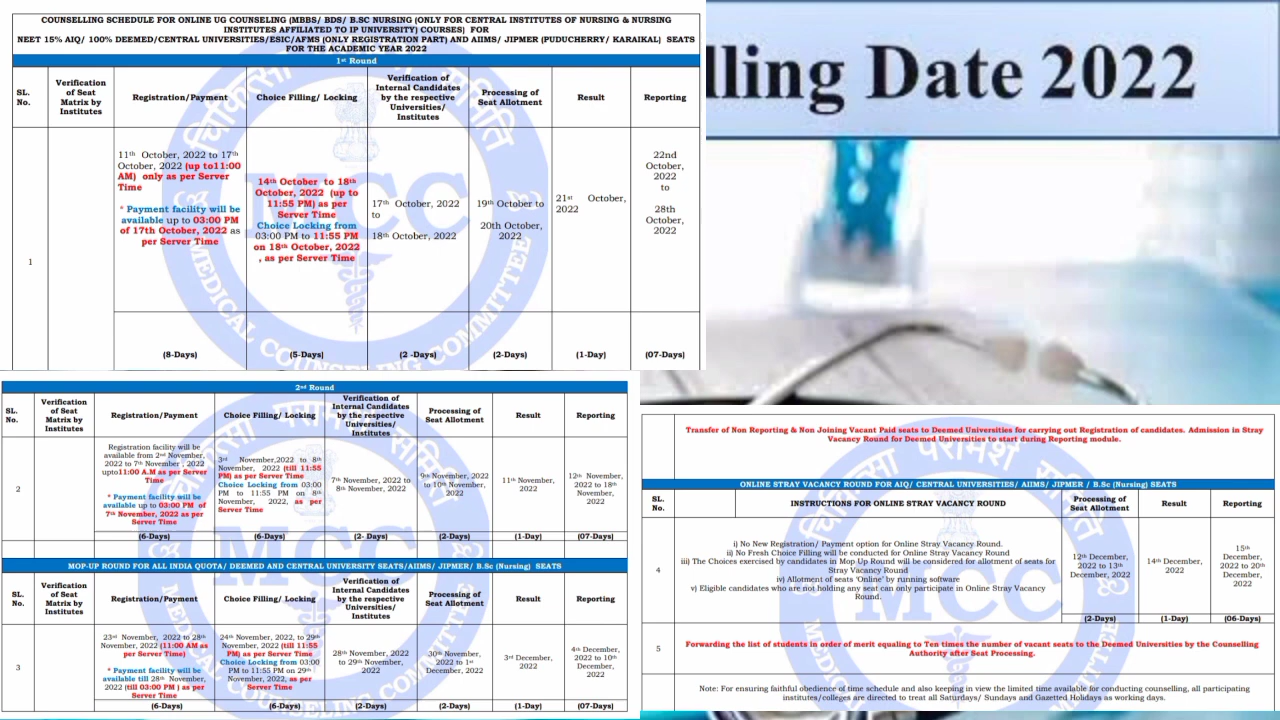 COUNSELLING SCHEDULE FOR ONLINE UG COUNSELING (MBBS/ BDS/ B.SC NURSING (ONLY FOR CENTRAL INSTITUTES OF NURSING & NURSING
INSTITUTES AFFILIATED TO IP UNIVERSITY) COURSES) FOR
NEET 15% AIQ/ 100% DEEMED/CENTRAL UNIVERSITIES/ESIC/AFMS (ONLY REGISTRATION PART) AND AIIMS/ JIPMER (PUDUCHERRY/ KARAIKAL) SEATS
FOR THE ACADEMIC YEAR 2022
1st Round
SL.
No.
Verification
of Seat
Matrix by
Institutes
Registration/Payment
Choice Filling/ Locking
Verification of
Internal Candidates
by the respective
Universities/
Institutes
Processing of
Seat Allotment
Result
Reporting
1
11th October, 2022 to 17th
October, 2022 (up to11:00
AM) only as per Server
Time
* Payment facility will be
available up to 03:00 PM
of 17th October, 2022 as
per Server Time
14th October to 18th
October, 2022 (up to
11:55 PM) as per
Server Time
Choice Locking from
03:00 PM to 11:55 PM
on 18th October, 2022
, as per Server Time
17th October, 2022
to
18th October, 2022
19th October to
20th October,
2022
21st October,
2022
22nd
October,
2022
to
28th
October,
2022
(8-Days)
(5-Days)
(2 -Days)
(2-Days)
(1-Day)
(07-Days)
MCC
MEDICAL COUNSELING COMMITTEE
lling Date 2022
2nd Round
SL.
No.
Verification
of Seat
Matrix by
Institutes
Registration/Payment
Choice Filling/ Locking
Verification of
Internal Candidates
by the respective
Universities/
Institutes
Processing of
Seat Allotment
Result
Reporting
2
Registration facility will be
available from 2nd November,
2022 to 7th November , 2022
upto11:00 A.M as per Server
Time
* Payment facility will be
available up to 03:00 PM of
7th November, 2022 as per
Server Time
3rd November,2022 to 8th
November, 2022 (till 11:55
PM) as per Server Time
Choice Locking from 03:00
PM to 11:55 PM on 8th
November, 2022, as per
Server Time
7th November, 2022 to
8th November, 2022
9th November, 2022
to 10th November,
2022
11th November,
2022
12th November,
2022 to 18th
November,
2022
(6-Days)
(6-Days)
(2- Days)
(2-Days)
(1-Day)
(07-Days)
MOP-UP ROUND FOR ALL INDIA QUOTA/ DEEMED AND CENTRAL UNIVERSITY SEATS/AIIMS/ JIPMER/ B.Sc (Nursing) SEATS
SL.
No.
Verification
of Seat
Matrix by
Institutes
Registration/Payment
Choice Filling/ Locking
Verification of
Internal Candidates
by the respective
Universities/
Institutes
Processing of
Seat Allotment
Result
Reporting
3
23rd November, 2022 to 28th
November, 2022 (11:00 AM as
per Server Time)
* Payment facility will be
available till 28th November,
2022 (till 03:00 PM ) as per
Server Time
24th November, 2022, to 29th
November, 2022 (till 11:55
PM) as per Server Time
Choice Locking from 03:00
PM to 11:55 PM on 29th
November, 2022, as per
Server Time
28th November, 2022
to 29th November,
2022
30th November,
2022 to 1st
December, 2022
3rd December,
2022
4th December,
2022 to 10th
December,
2022
(6-Days)
(6-Days)
(2-Days)
(2-Days)
(1-Day)
(07-Days)
MCC
Transfer of Non Reporting & Non Joining Vacant Paid seats to Deemed Universities for carrying out Registration of candidates. Admission in Stray
Vacancy Round for Deemed Universities to start during Reporting module.
ONLINE STRAY VACANCY ROUND FOR AIQ/ CENTRAL UNIVERSITIES/ AIIMS/ JIPMER / B.Sc (Nursing) SEATS
SL.
No.
INSTRUCTIONS FOR ONLINE STRAY VACANCY ROUND
Processing of
Seat Allotment
Result
Reporting
4
i) No New Registration/ Payment option for Online Stray Vacancy Round.
ii) No Fresh Choice Filling will be conducted for Online Stray Vacancy Round
iii) The Choices exercised by candidates in Mop Up Round will be considered for allotment of seats for
Stray Vacancy Round
iv) Allotment of seats 'Online' by running software
v) Eligible candidates who are not holding any seat can only participate in Online Stray Vacancy
Round.
12th December,
2022 to 13th
December, 2022
14th December,
2022
15th
December,
2022 to 20th
December,
2022
(2-Days)
(1-Day)
(06-Days)
5
Forwarding the list of students in order of merit equaling to Ten times the number of vacant seats to the Deemed Universities by the Counselling
Authority after Seat Processing.
Note: For ensuring faithful obedience of time schedule and also keeping in view the limited time available for conducting counselling, all participating
institutes/colleges are directed to treat all Saturdays/ Sundays and Gazetted Holidays as working days.
MCC